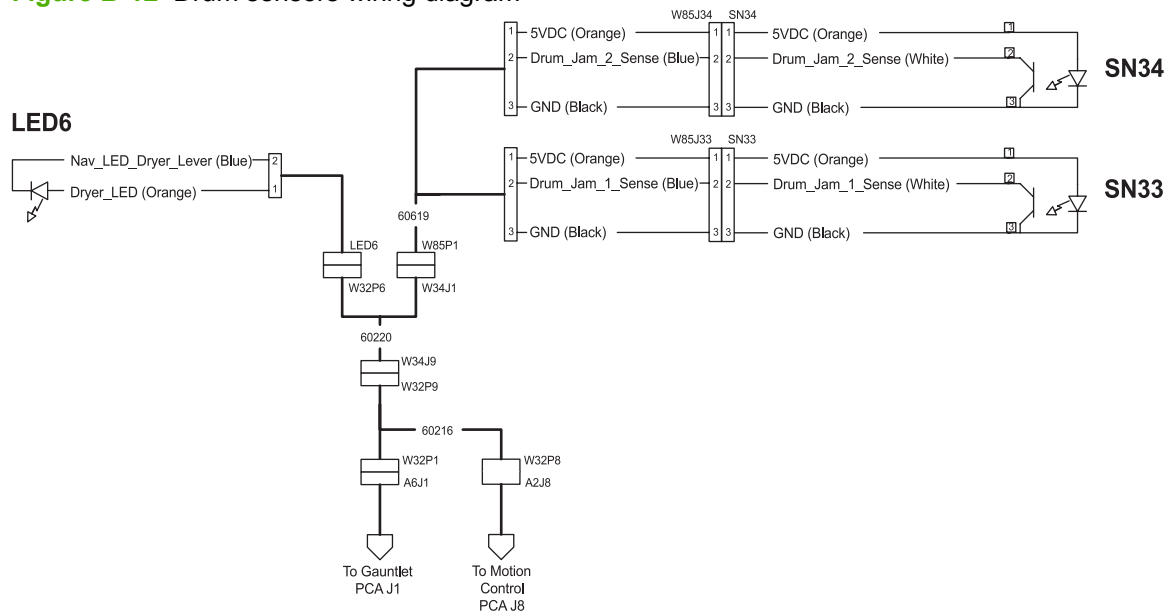 Figure D-12 Drum sensors wiring diagram
W85J34 SN34
1 5VDC (Orange) 1 1 5VDC (Orange) 1
2 Drum_Jam_2_Sense (Blue) 2 2 Drum_Jam_2_Sense (White) 2
3 GND (Black) 3 3 GND (Black) 3
SN34
LED6
Nav_LED_Dryer_Lever (Blue) 2
Dryer_LED (Orange) 1
W85J33 SN33
1 5VDC (Orange) 1 1 5VDC (Orange) 1
2 Drum_Jam_1_Sense (Blue) 2 2 Drum_Jam_1_Sense (White) 2
3 GND (Black) 3 3 GND (Black) 3
SN33
60619
LED6 W85P1
W32P6 W34J1
60220
W34J9
W32P9
60216
W32P1 W32P8
A6J1 A2J8
To Gauntlet
PCA J1
To Motion
Control
PCA J8